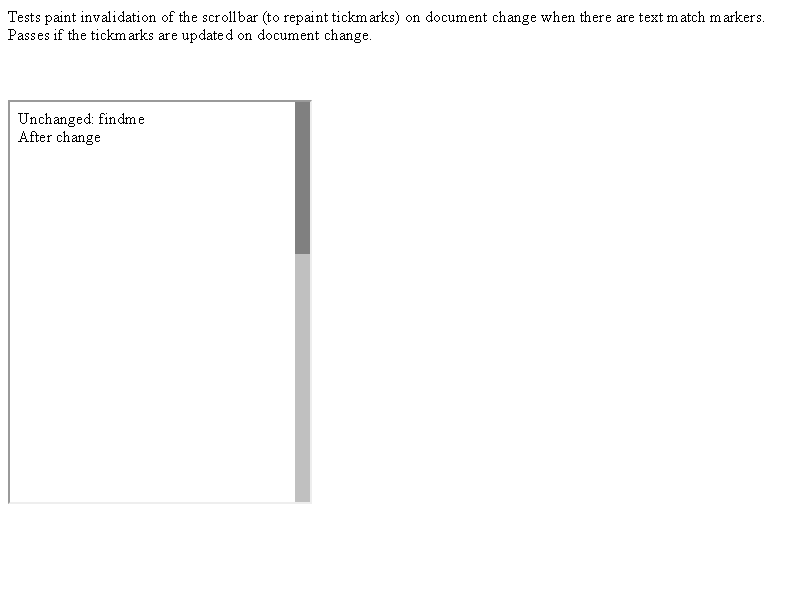 Tests paint invalidation of the scrollbar (to repaint tickmarks) on document change when there are text match markers.
Passes if the tickmarks are updated on document change.
Unchanged: findme
After change